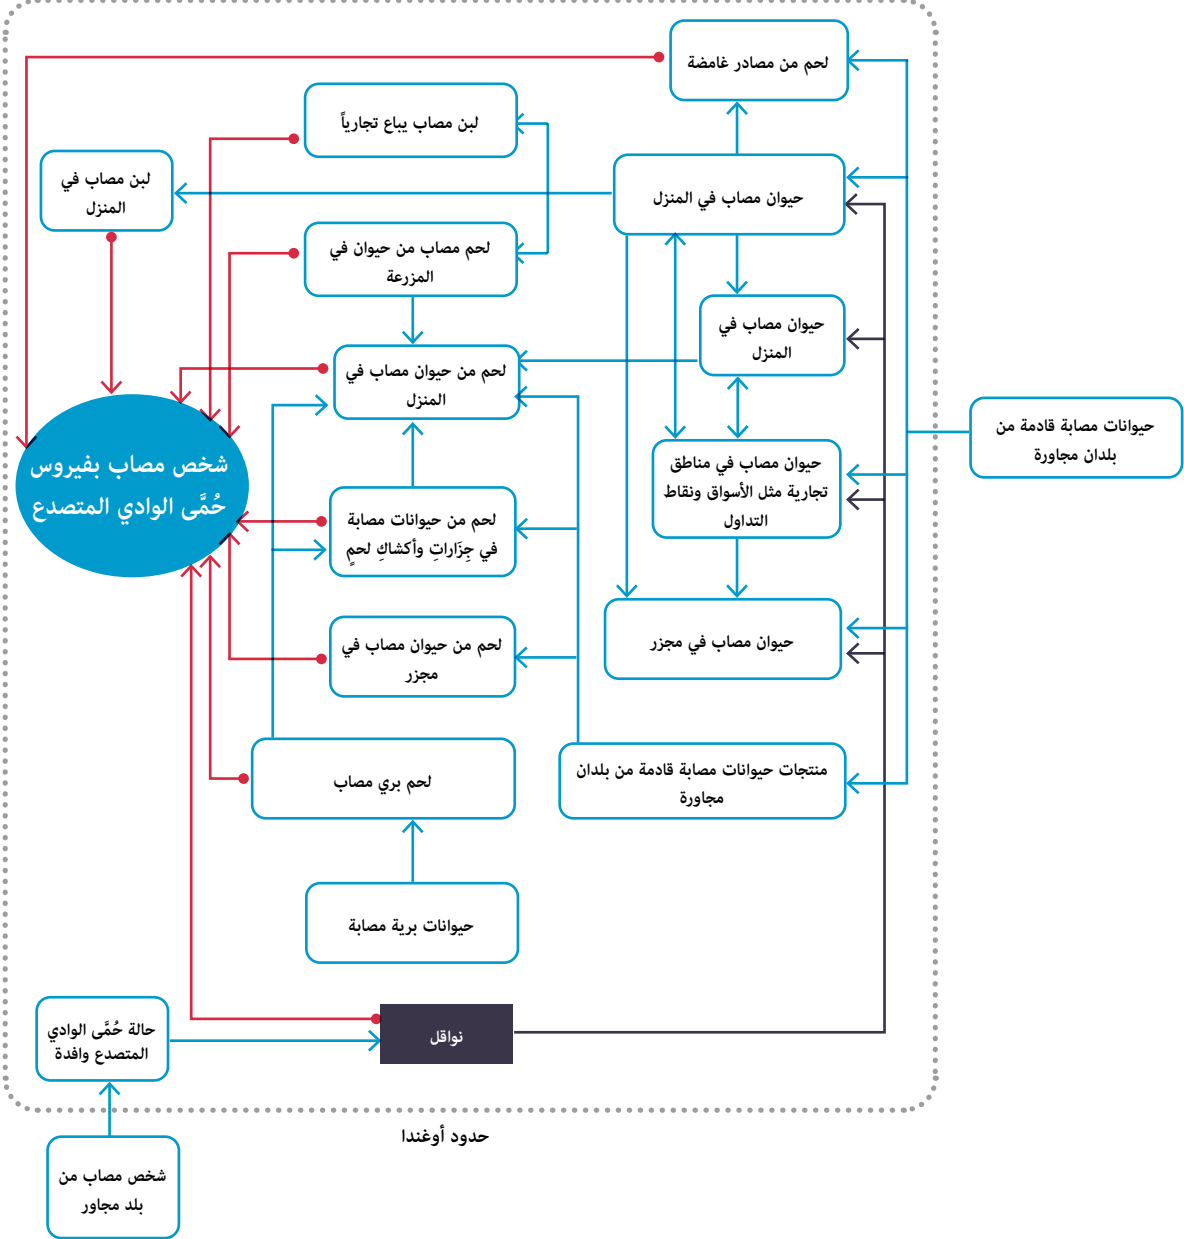 لحم من مصادر غامضة
لبن مصاب يباع تجارياً
لبن مصاب في
المنزل
حيوان مصاب في المنزل
لحم مصاب من حيوان في
المزرعة
حيوان مصاب في
المنزل
لحم من حيوان مصاب في
المنزل
حيوانات مصابة قادمة من
بلدان مجاورة
شخص مصاب بفيروس
حُمَّى الوادي المتصدع
حيوان مصاب في مناطق
تجارية مثل الأسواق ونقاط
التداول
لحم من حيوانات مصابة
في جِزَاراتِ وأكشاكِ لحمٍ
حيوان مصاب في مجزر
لحم من حيوان مصاب في
مجزر
لحم بري مصاب
منتجات حيوانات مصابة قادمة من بلدان
مجاورة
حيوانات برية مصابة
نواقل
حالة حُمَّى الوادي
المتصدع وافدة
حدود أوغندا
شخص مصاب من
بلد مجاور